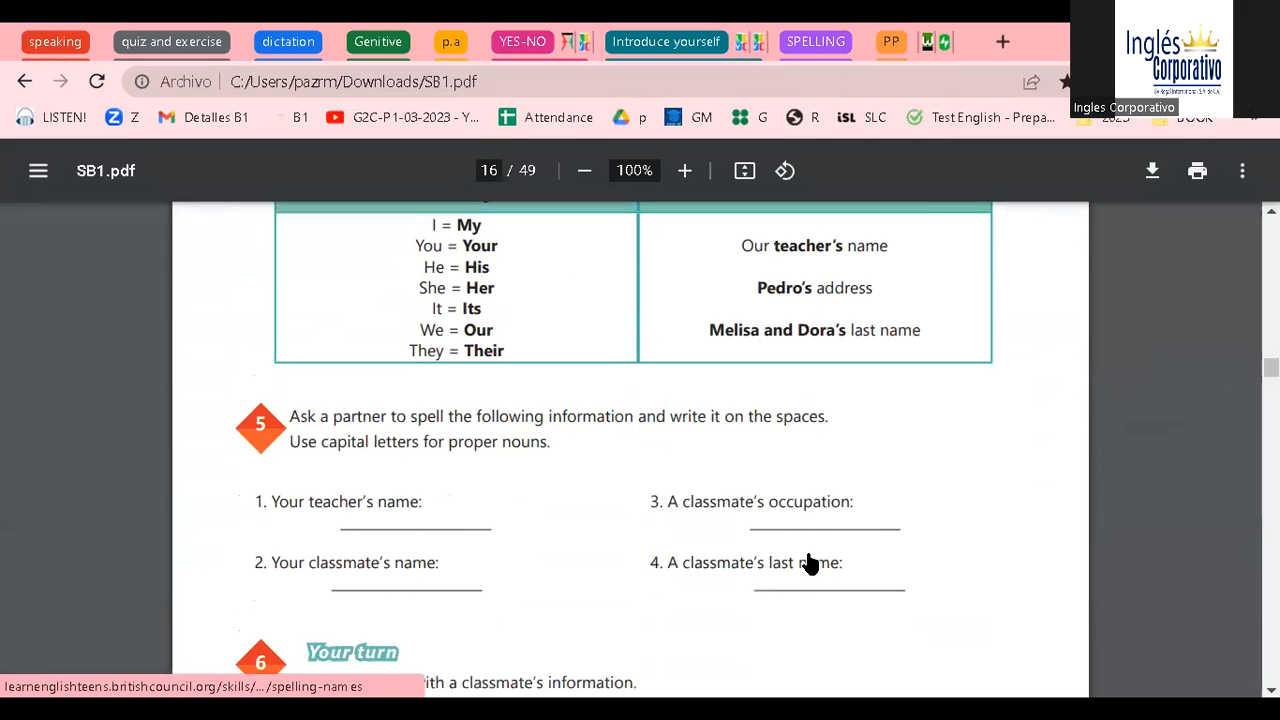 speaking
quiz and exercise
dictation
Genitive
p.a
YES-NO
Introduce yourself
SPELLING
PP
Inglés
Corporativo
Ingles Corporativo
Archivo
C:/Users/pazrm/Downloads/SB1.pdf
LISTEN!
Z
Detalles B1
B1
G2C-P1-03-2023- Y...
Attendance
p
GM
G
R
SLC
Test English - Prepa...
SB1.pdf
16 / 49
100%
I = My
You = Your
He = His
She = Her
It = Its
We = Our
They = Their
Our teacher's name
Pedro's address
Melisa and Dora's last name
5
Ask a partner to spell the following information and write it on the spaces.
Use capital letters for proper nouns.
1. Your teacher's name:
2. Your classmate's name:
3. A classmate's occupation:
4. A classmate's last name:
6
Your turn
with a classmate's information.
learnenglishteens.britishcouncil.org/skills/.../spelling-names